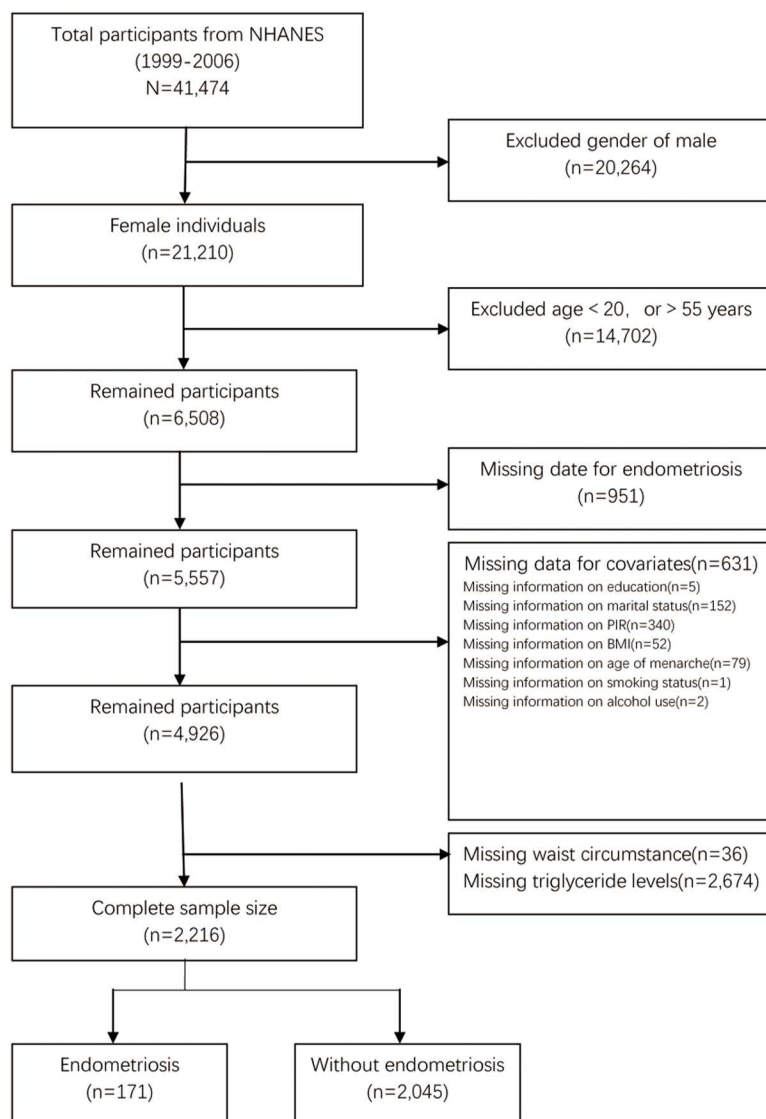 Total participants from NHANES
(1999-2006)
N=41,474
Excluded gender of male
(n=20,264)
Female individuals
(n=21,210)
Excluded age < 20,  or > 55 years
(n=14,702)
Remained participants
(n=6,508)
Missing date for endometriosis
(n=951)
Remained participants
(n=5,557)
Missing data for covariates(n=631)
Missing information on education(n=5)
Missing information on marital status(n=152)
Missing information on PIR(n=340)
Missing information on BMI(n=52)
Missing information on age of menarche(n=79)
Missing information on smoking status(n=1)
Missing information on alcohol use(n=2)
Remained participants
(n=4,926)
Missing waist circumstance(n=36)
Missing triglyceride levels(n=2,674)
Complete sample size
(n=2,216)
Endometriosis
(n=171)
Without endometriosis
(n=2,045)